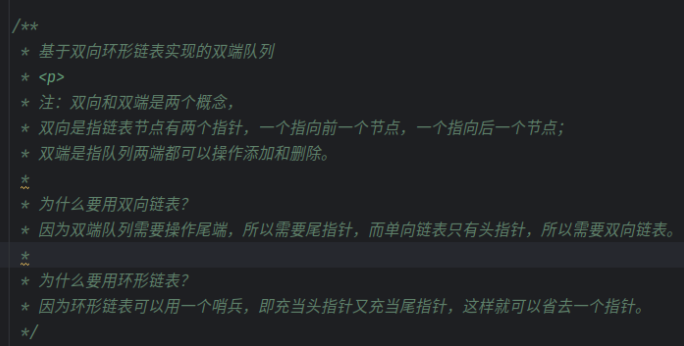 /**
* 基于双向环形链表实现的双端队列
* <p>
* 注：双向和双端是两个概念，
* 双向是指链表节点有两个指针，一个指向前一个节点，一个指向后一个节点；
* 双端是指队列两端都可以操作添加和删除。
*
* 为什么要用双向链表？
* 因为双端队列需要操作尾端，所以需要尾指针，而单向链表只有头指针，所以需要双向链表。
*
* 为什么要用环形链表？
* 因为环形链表可以用一个哨兵，即充当头指针又充当尾指针，这样就可以省去一个指针。
*/